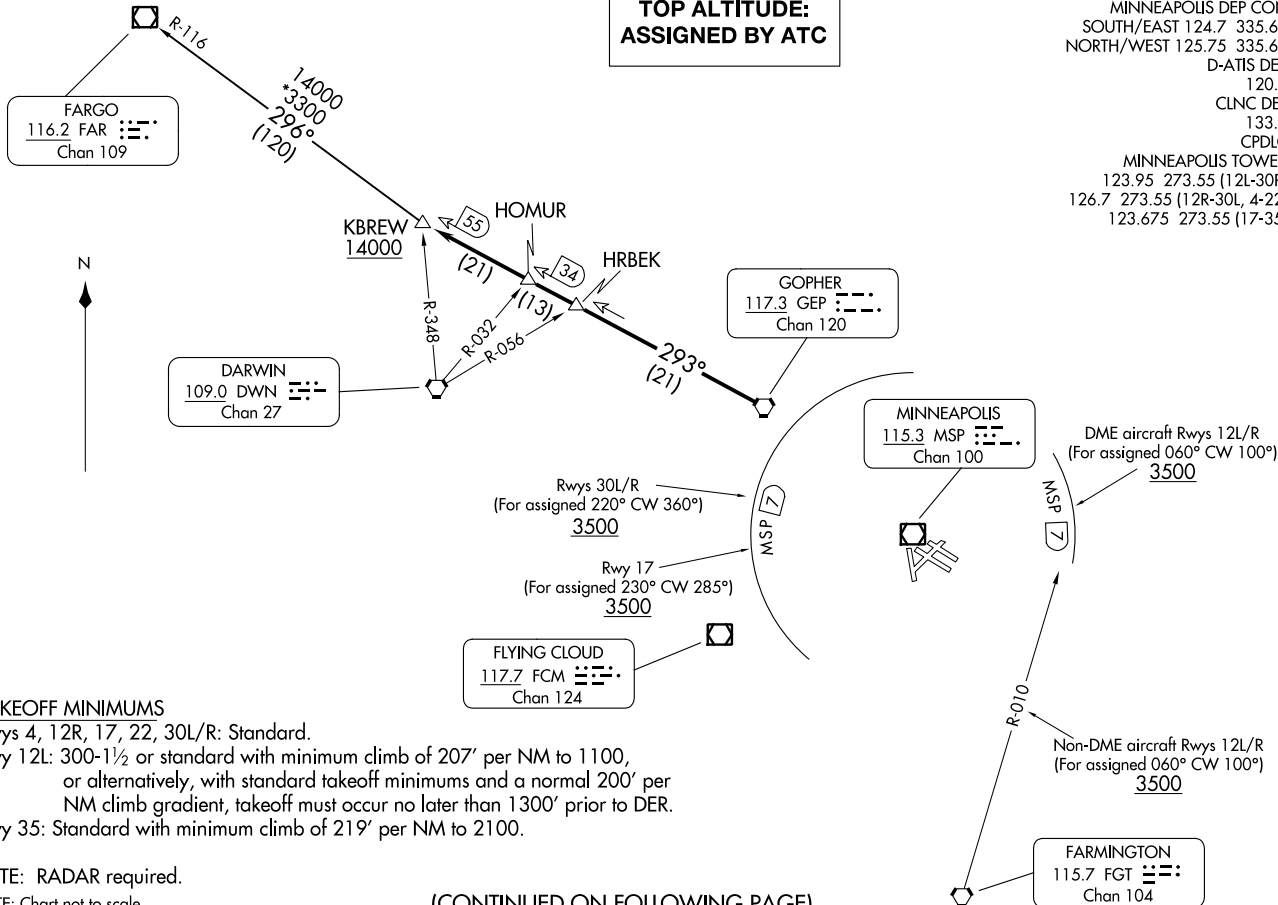 TOP ALTITUDE:
ASSIGNED BY ATC
MINNEAPOLIS DEP CON
SOUTH/EAST 124.7 335.6
NORTH/WEST 125.75 335.6
D-ATIS DE
120.
CLNC DE
133.
CPDL
MINNEAPOLIS TOWE
123.95 273.55 (12L-30R
126.7 273.55 (12R-30L, 4-22
123.675 273.55 (17-35
R-116
FARGO
116.2 FAR
Chan 109
14000
*3300
296°
(120)
KBREW
14000
55
HOMUR
(21)
34
HRBEK
(13)
N
R-348
R-032
R-056
293°
(21)
GOPHER
117.3 GEP
Chan 120
DARWIN
109.0 DWN
Chan 27
MINNEAPOLIS
115.3 MSP
Chan 100
DME aircraft Rwys 12L/R
(For assigned 060° CW 100°)
3500
Rwys 30L/R
(For assigned 220° CW 360°)
3500
MSP 7
MSP 7
Rwy 17
(For assigned 230° CW 285°)
3500
FLYING CLOUD
117.7 FCM
Chan 124
R-010
Non-DME aircraft Rwys 12L/R
(For assigned 060° CW 100°)
3500
FARMINGTON
115.7 FGT
Chan 104
KEOFF MINIMUMS
ys 4, 12R, 17, 22, 30L/R: Standard.
y 12L: 300-1½ or standard with minimum climb of 207′ per NM to 1100,
or alternatively, with standard takeoff minimums and a normal 200′ per
NM climb gradient, takeoff must occur no later than 1300′ prior to DER.
y 35: Standard with minimum climb of 219′ per NM to 2100.
TE: RADAR required.
TE: Chart not to scale.
(CONTINUED ON FOLLOWING PAGE)